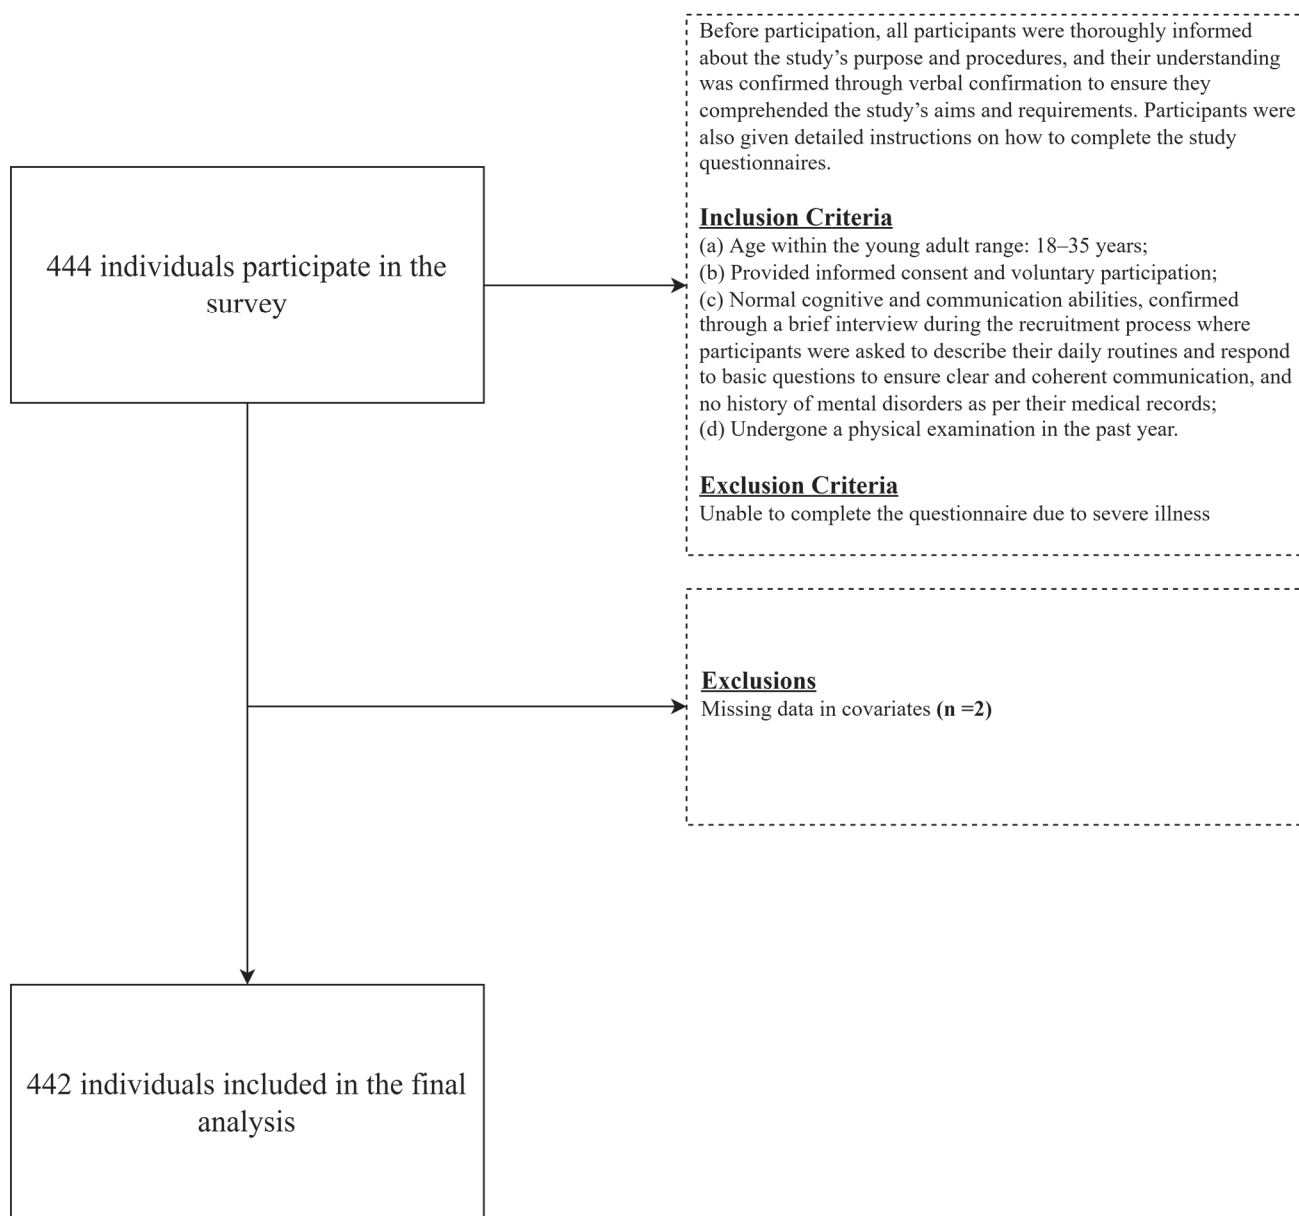 Before participation, all participants were thoroughly informed
about the study’s purpose and procedures, and their understanding
was confirmed through verbal confirmation to ensure they
comprehended the study’s aims and requirements. Participants were
also given detailed instructions on how to complete the study
questionnaires.
Inclusion Criteria
(a) Age within the young adult range: 18–35 years;
(b) Provided informed consent and voluntary participation;
(c) Normal cognitive and communication abilities, confirmed
through a brief interview during the recruitment process where
participants were asked to describe their daily routines and respond
to basic questions to ensure clear and coherent communication, and
no history of mental disorders as per their medical records;
(d) Undergone a physical examination in the past year.
Exclusion Criteria
Unable to complete the questionnaire due to severe illness
444 individuals participate in the
survey
Exclusions
Missing data in covariates (n =2)
442 individuals included in the final
analysis